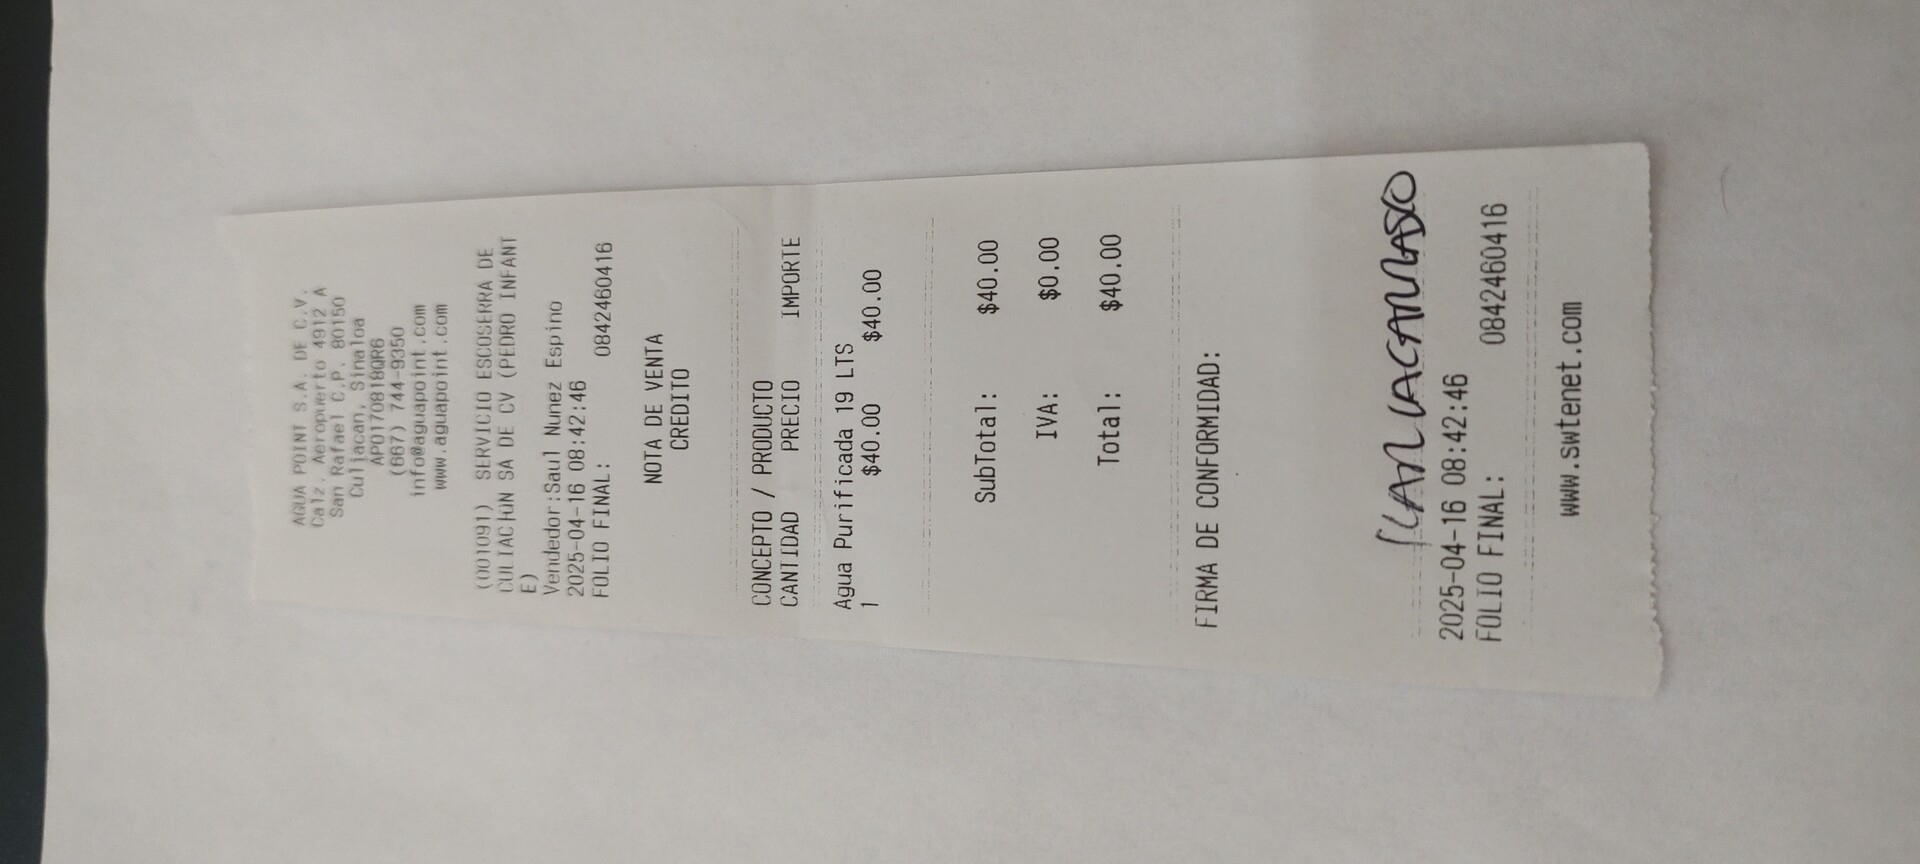 AGUA POINT S.A. DE C.V.
Calz. Aeropuerto 4912 A
San Rafael C.P. 80150
Culiacan, Sinaloa
APO170818QR6
(667) 744-9350
info@aguapoint.com
www.aguapoint.com
(001091) SERVICIO ESCOSERRA DE
CULIACÁN SA DE CV (PEDRO INFANT
E)
Vendedor:Saul Nunez Espino
2025-04-16 08:42:46
FOLIO FINAL: 0842460416
NOTA DE VENTA
CREDITO
CONCEPTO / PRODUCTO
CANTIDAD PRECIO IMPORTE
Agua Purificada 19 LTS
1 $40.00 $40.00
SubTotal: $40.00
IVA: $0.00
Total: $40.00
FIRMA DE CONFORMIDAD:
2025-04-16 08:42:46
FOLIO FINAL: 0842460416
www.swtenet.com